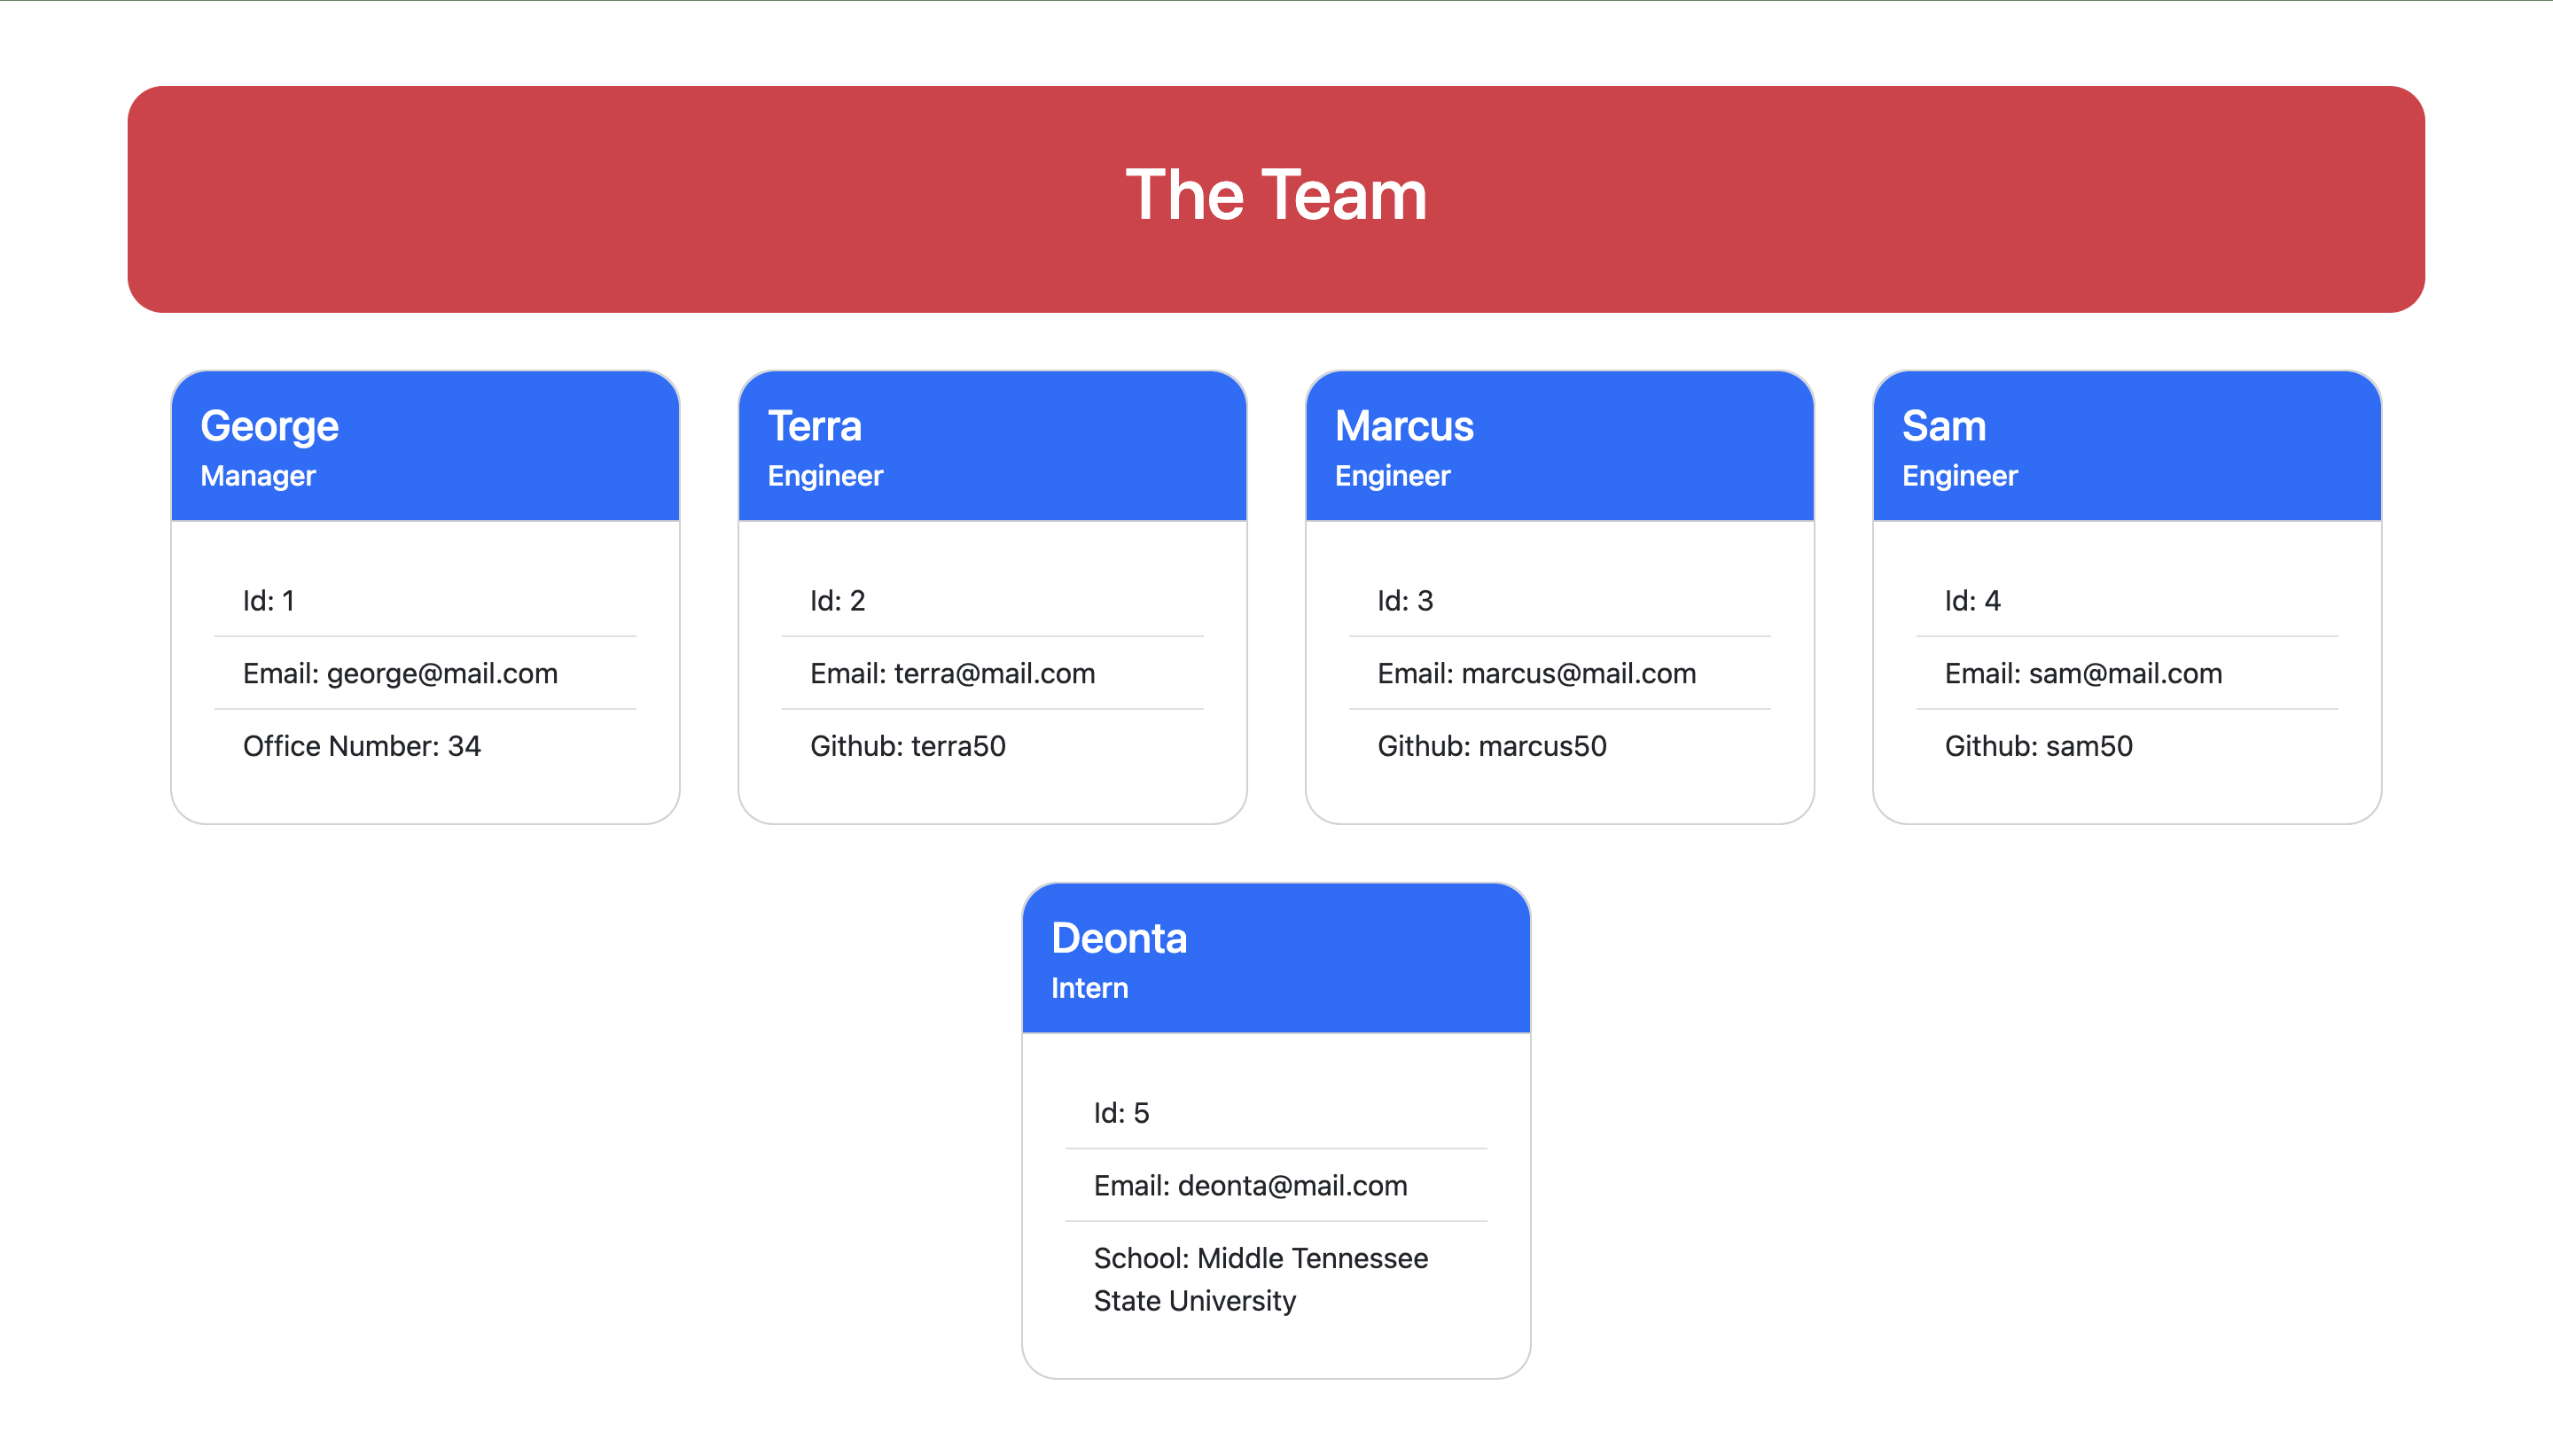 The Team
George
Manager
Id: 1
Email: george@mail.com
Office Number: 34
Terra
Engineer
Id: 2
Email: terra@mail.com
Github: terra50
Marcus
Engineer
Id: 3
Email: marcus@mail.com
Github: marcus50
Sam
Engineer
Id: 4
Email: sam@mail.com
Github: sam50
Deonta
Intern
Id: 5
Email: deonta@mail.com
School: Middle Tennessee
State University